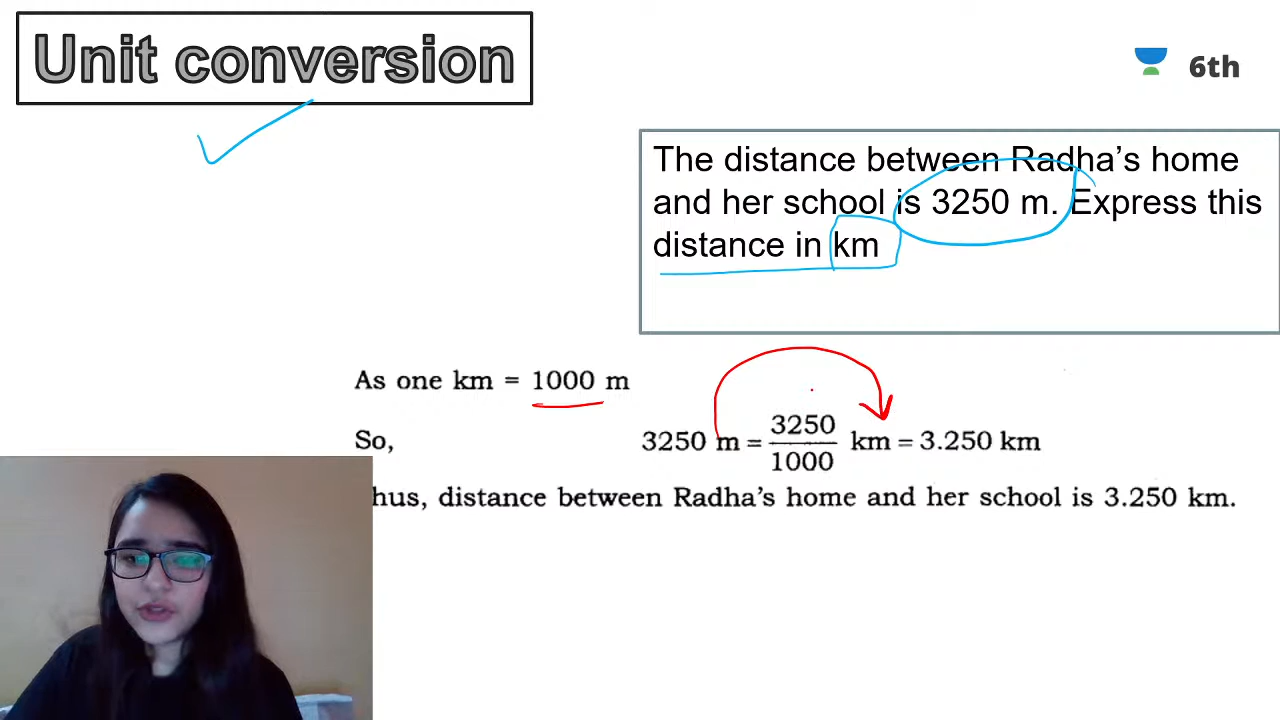 Unit conversion
6th
The distance between Radha’s home
and her school is 3250 m. Express this
distance in km
As one km = 1000 m
So, 3250 m = 3250/1000 km = 3.250 km
hus, distance between Radha’s home and her school is 3.250 km.